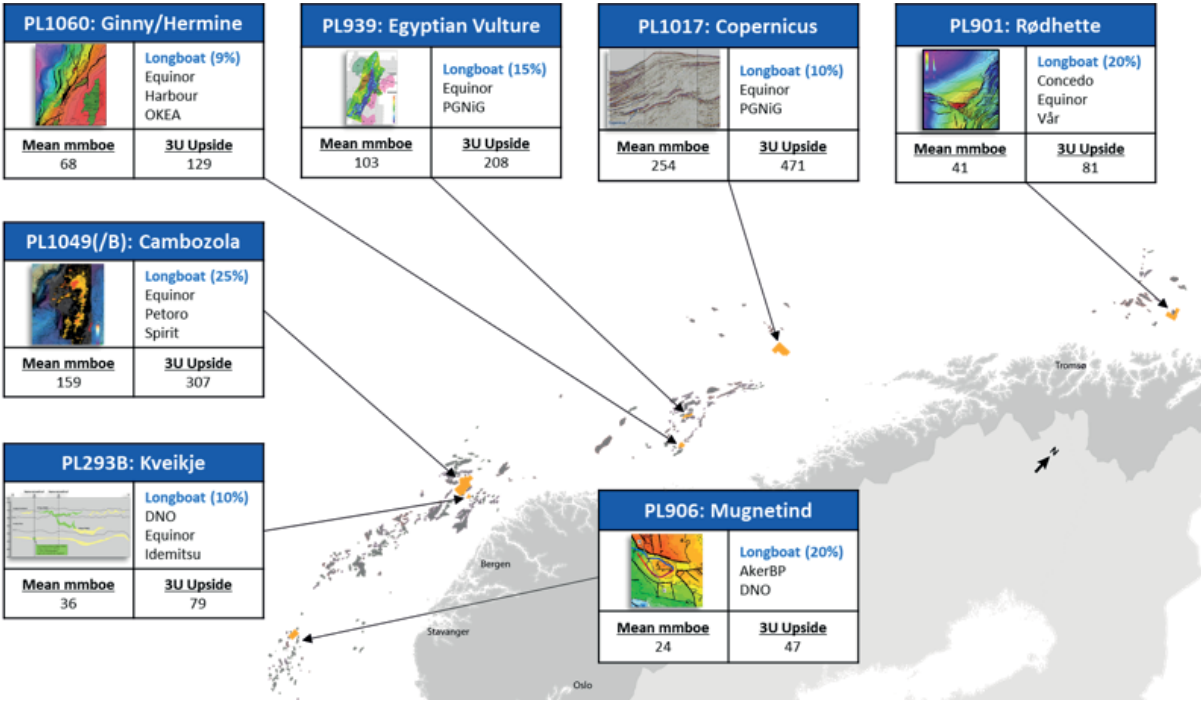 PL1060: Ginny/Hermine
Longboat (9%)
Equinor
Harbour
OKEA
Mean mmboe
3U Upside
68
129
PL939: Egyptian Vulture
Longboat (15%)
Equinor
PGNiG
Mean mmboe
3U Upside
103
208
PL1017: Copernicus
Longboat (10%)
Equinor
PGNiG
Mean mmboe
3U Upside
254
471
PL901: Rødhette
Longboat (20%)
Concedo
Equinor
Vår
Mean mmboe
3U Upside
41
81
PL1049(/B): Cambozola
Longboat (25%)
Equinor
Petoro
Spirit
Mean mmboe
3U Upside
159
307
PL293B: Kveikje
Longboat (10%)
DNO
Equinor
Idemitsu
Mean mmboe
3U Upside
36
79
PL906: Mugnetind
Longboat (20%)
AkerBP
DNO
Mean mmboe
3U Upside
24
47
Tromsø
N
Bergen
Stavanger
Oslo